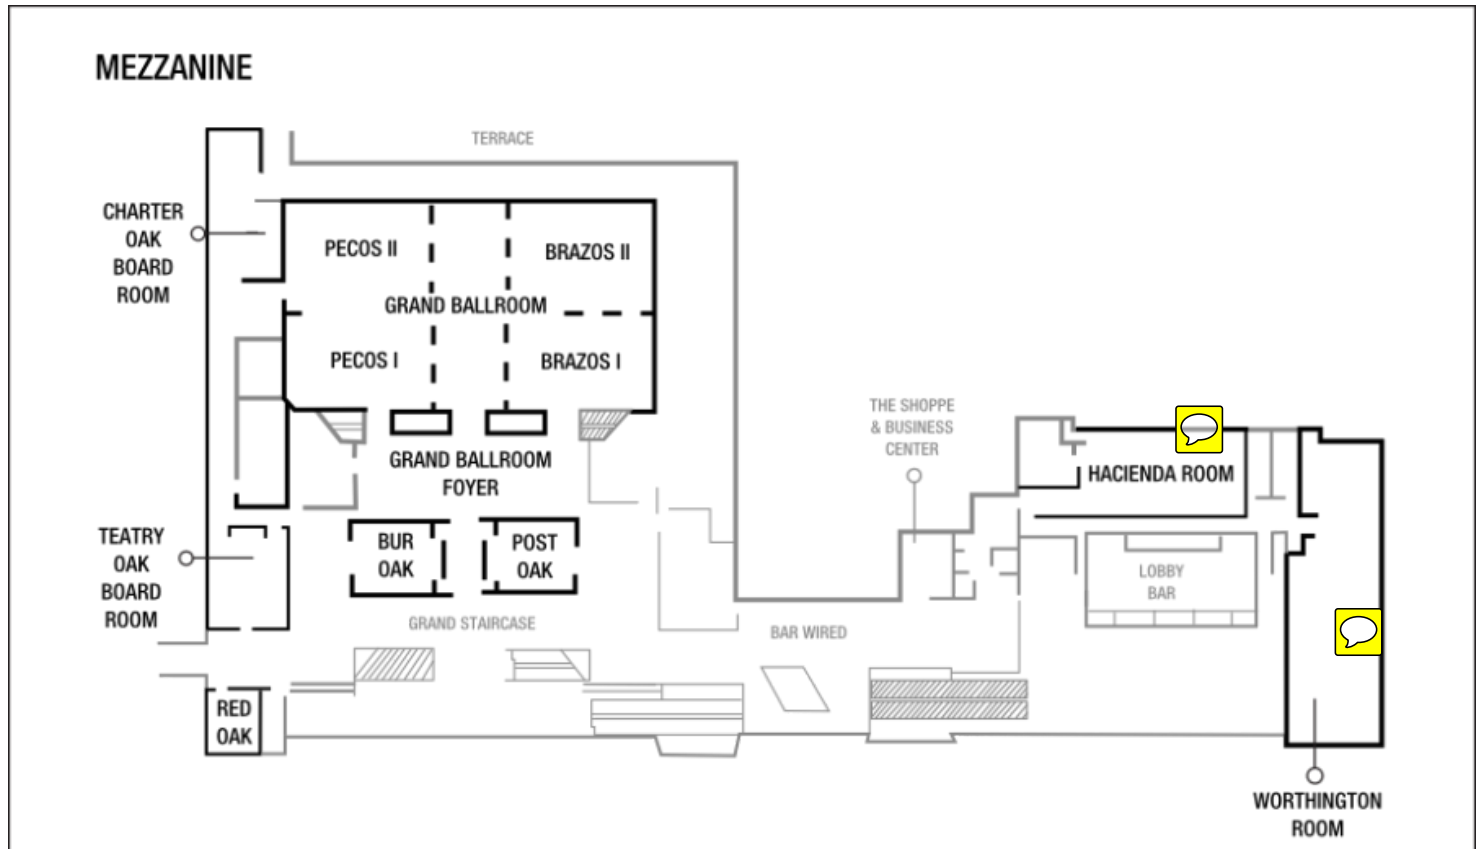 MEZZANINE
TERRACE
CHARTER
OAK
BOARD
ROOM
PECOS II
BRAZOS II
GRAND BALLROOM
PECOS I
BRAZOS I
GRAND BALLROOM
FOYER
THE SHOPPE
& BUSINESS
CENTER
HACIENDA ROOM
TEATRY
OAK
BOARD
ROOM
BUR
OAK
POST
OAK
LOBBY
BAR
GRAND STAIRCASE
BAR WIRED
RED
OAK
WORTHINGTON
ROOM